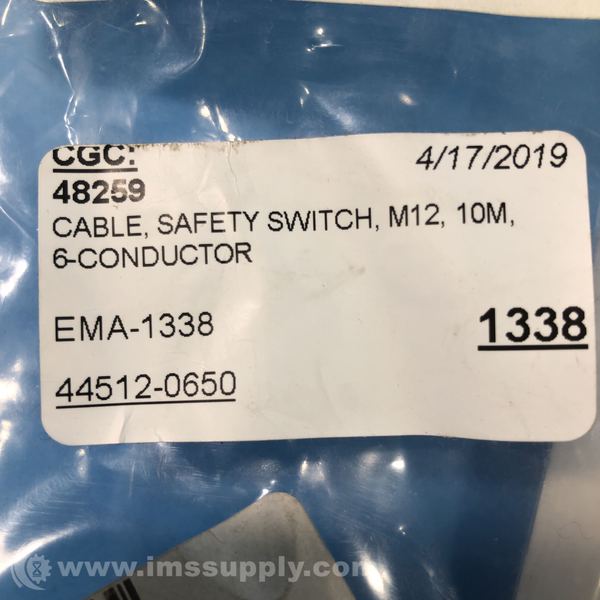 CGC: 4/17/2019
48259
CABLE, SAFETY SWITCH, M12, 10M,
6-CONDUCTOR
EMA-1338 1338
44512-0650
www.imssupply.com